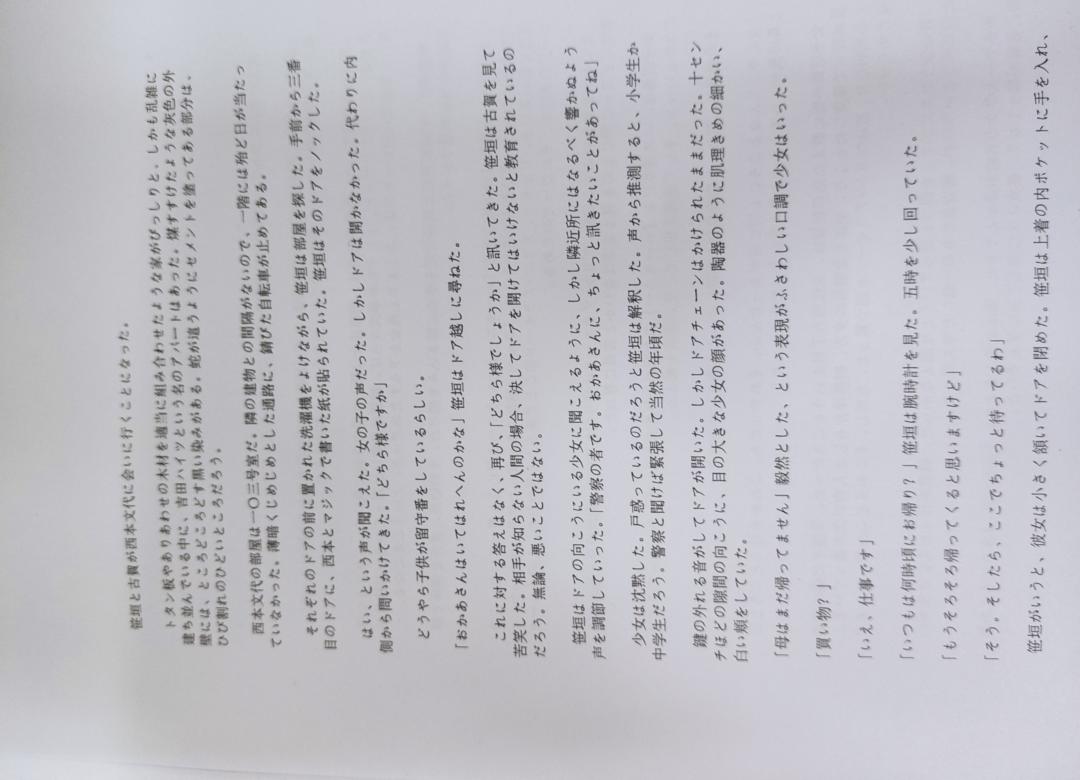 笹垣と古賀が西本文代に会いに行くことになった。
トタン板やありあわせの木材を適当に組み合わせたような家がびっしりと、しかも乱雑に
建ち並んでいる中に、吉田ハイツという名のアパートはあった。煤すすけたような灰色の外
壁には、ところどころどす黒い染みがある。蛇が這うようにセメントを塗ってある部分は、
ひび割れのひどいところだろう。
西本文代の部屋は一〇三号室だ。隣の建物との間隔がないので、一階には殆ど日が当たっ
ていなかった。薄暗くじめじめとした通路に、錆びた自転車が止めてある。
それぞれのドアの前に置かれた洗濯機をよけながら、笹垣は部屋を探した。手前から三番
目のドアに、西本とマジックで書いた紙が貼られていた。笹垣はそのドアをノックした。
はい、という声が聞こえた。女の子の声だった。しかしドアは開かなかった。代わりに内
側から問いかけてきた。「どちら様ですか」
どうやら子供が留守番をしているらしい。
「おかあさんはいてはれへんのかな」笹垣はドア越しに尋ねた。
これに対する答えはなく、再び、「どちら様でしょうか」と訊いてきた。笹垣は古賀を見て
苦笑した。相手が知らない人間の場合、決してドアを開けてはいけないと教育されているの
だろう。無論、悪いことではない。
笹垣はドアの向こうにいる少女に聞こえるように、しかし隣近所にはなるべく響かぬよう
声を調節していった。「警察の者です。おかあさんに、ちょっと訊きたいことがあってね」
少女は沈黙した。戸惑っているのだろうと笹垣は解釈した。声から推測すると、小学生か
中学生だろう。警察と聞けば緊張して当然の年頃だ。
鍵の外れる音がしてドアが開いた。しかしドアチェーンはかけられたままだった。十セン
チほどの隙間の向こうに、目の大きな少女の顔があった。陶器のように肌理きめの細かい、
白い頬をしていた。
「母はまだ帰ってません」毅然とした、という表現がふさわしい口調で少女はいった。
「買い物？」
「いえ、仕事です」
「いつもは何時頃にお帰り？」笹垣は腕時計を見た。五時を少し回っていた。
「もうそろそろ帰ってくると思いますけど」
「そう。そしたら、ここでちょっと待ってるわ」
笹垣がいうと、彼女は小さく頷いてドアを閉めた。笹垣は上着の内ポケットに手を入れ、